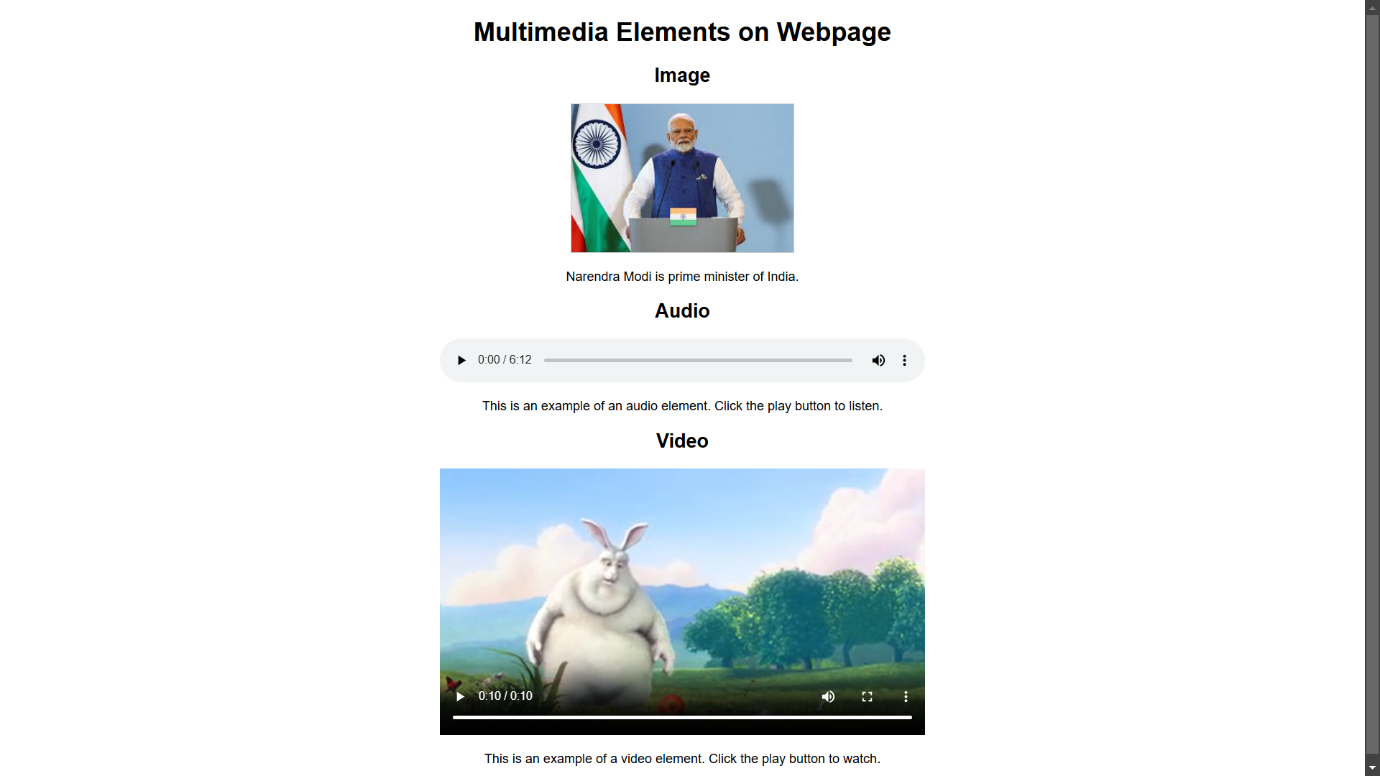 Multimedia Elements on Webpage
Image
Narendra Modi is prime minister of India.
Audio
0:00 / 6:12
This is an example of an audio element. Click the play button to listen.
Video
0:10 / 0:10
This is an example of a video element. Click the play button to watch.